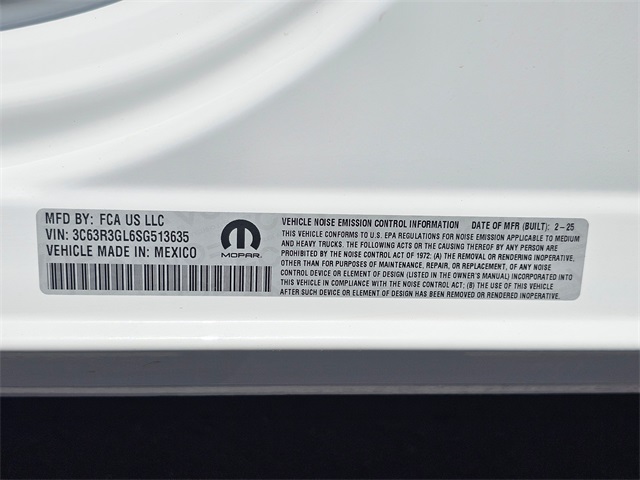 MFD BY: FCA US LLC
VIN: 3C63R3GL6SG513635
VEHICLE MADE IN: MEXICO
MOPAR.
VEHICLE NOISE EMISSION CONTROL INFORMATION DATE OF MFR (BUILT): 2-25
THIS VEHICLE CONFORMS TO U.S. EPA REGULATIONS FOR NOISE EMISSION APPLICABLE TO MEDIUM
AND HEAVY TRUCKS. THE FOLLOWING ACTS OR THE CAUSING THEREOF BY ANY PERSON ARE
PROHIBITED BY THE NOISE CONTROL ACT OF 1972: (A) THE REMOVAL OR RENDERING INOPERATIVE,
OTHER THAN FOR PURPOSES OF MAINTENANCE, REPAIR, OR REPLACEMENT, OF ANY NOISE
CONTROL DEVICE OR ELEMENT OF DESIGN (LISTED IN THE OWNER'S MANUAL) INCORPORATED INTO
THIS VEHICLE IN COMPLIANCE WITH THE NOISE CONTROL ACT; (B) THE USE OF THIS VEHICLE
AFTER SUCH DEVICE OR ELEMENT OF DESIGN HAS BEEN REMOVED OR RENDERED INOPERATIVE.